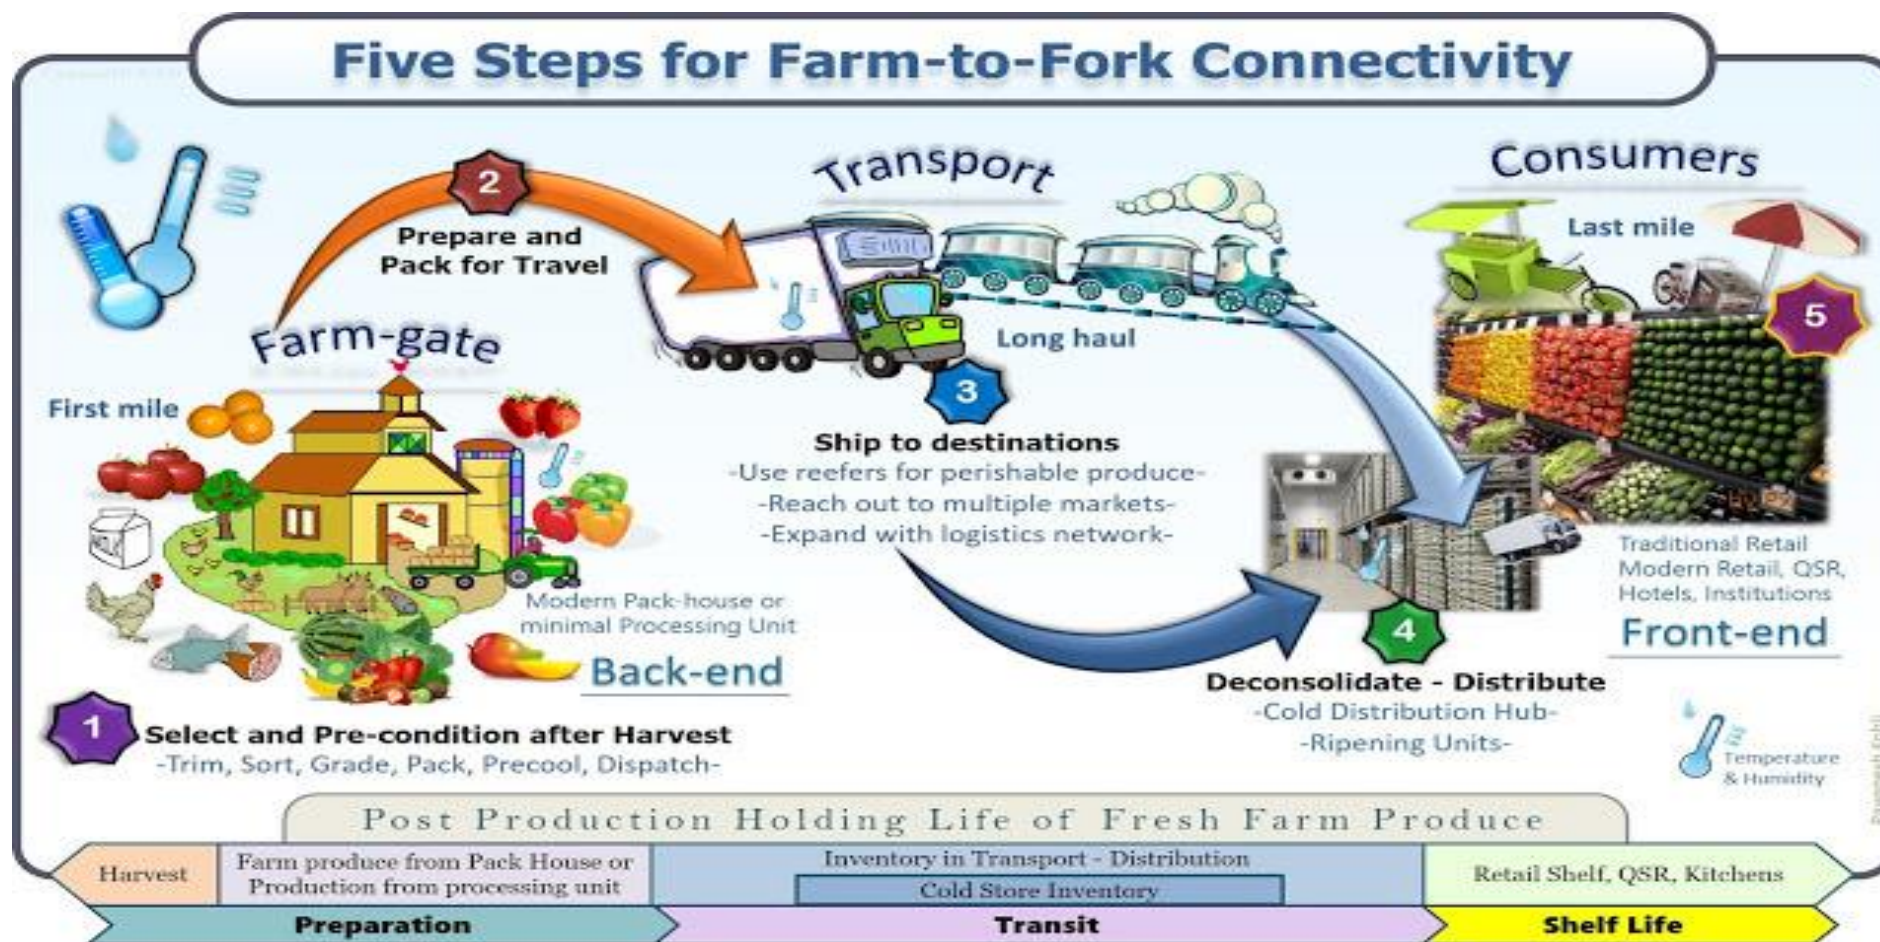 Five Steps for Farm-to-Fork Connectivity
2
Prepare and
Pack for Travel
Transport
Long haul
Consumers
Last mile
5
Farm-gate
First mile
MILK
Modern Pack-house or
minimal Processing Unit
Back-end
1
Select and Pre-condition after Harvest
-Trim, Sort, Grade, Pack, Precool, Dispatch-
3
Ship to destinations
-Use reefers for perishable produce-
-Reach out to multiple markets-
-Expand with logistics network-
4
Deconsolidate - Distribute
-Cold Distribution Hub-
-Ripening Units-
Traditional Retail
Modern Retail, QSR,
Hotels, Institutions
Front-end
Temperature
& Humidity
Post Production Holding Life of Fresh Farm Produce
Harvest
Farm produce from Pack House or
Production from processing unit
Inventory in Transport - Distribution
Cold Store Inventory
Retail Shelf, QSR, Kitchens
Preparation
Transit
Shelf Life